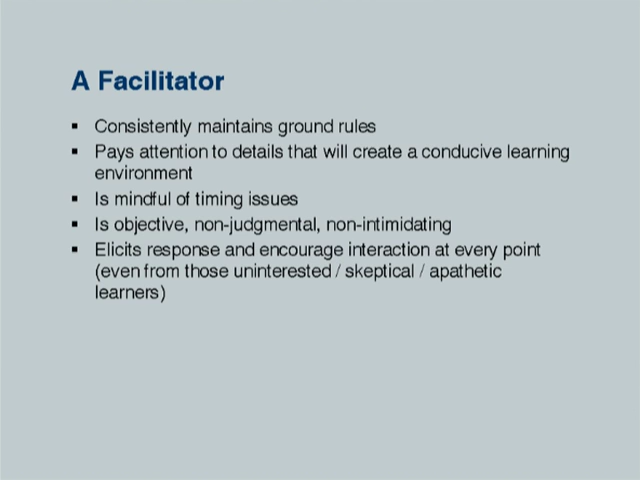 A Facilitator
▪ Consistently maintains ground rules
▪ Pays attention to details that will create a conducive learning
environment
▪ Is mindful of timing issues
▪ Is objective, non-judgmental, non-intimidating
▪ Elicits response and encourage interaction at every point
(even from those uninterested / skeptical / apathetic
learners)